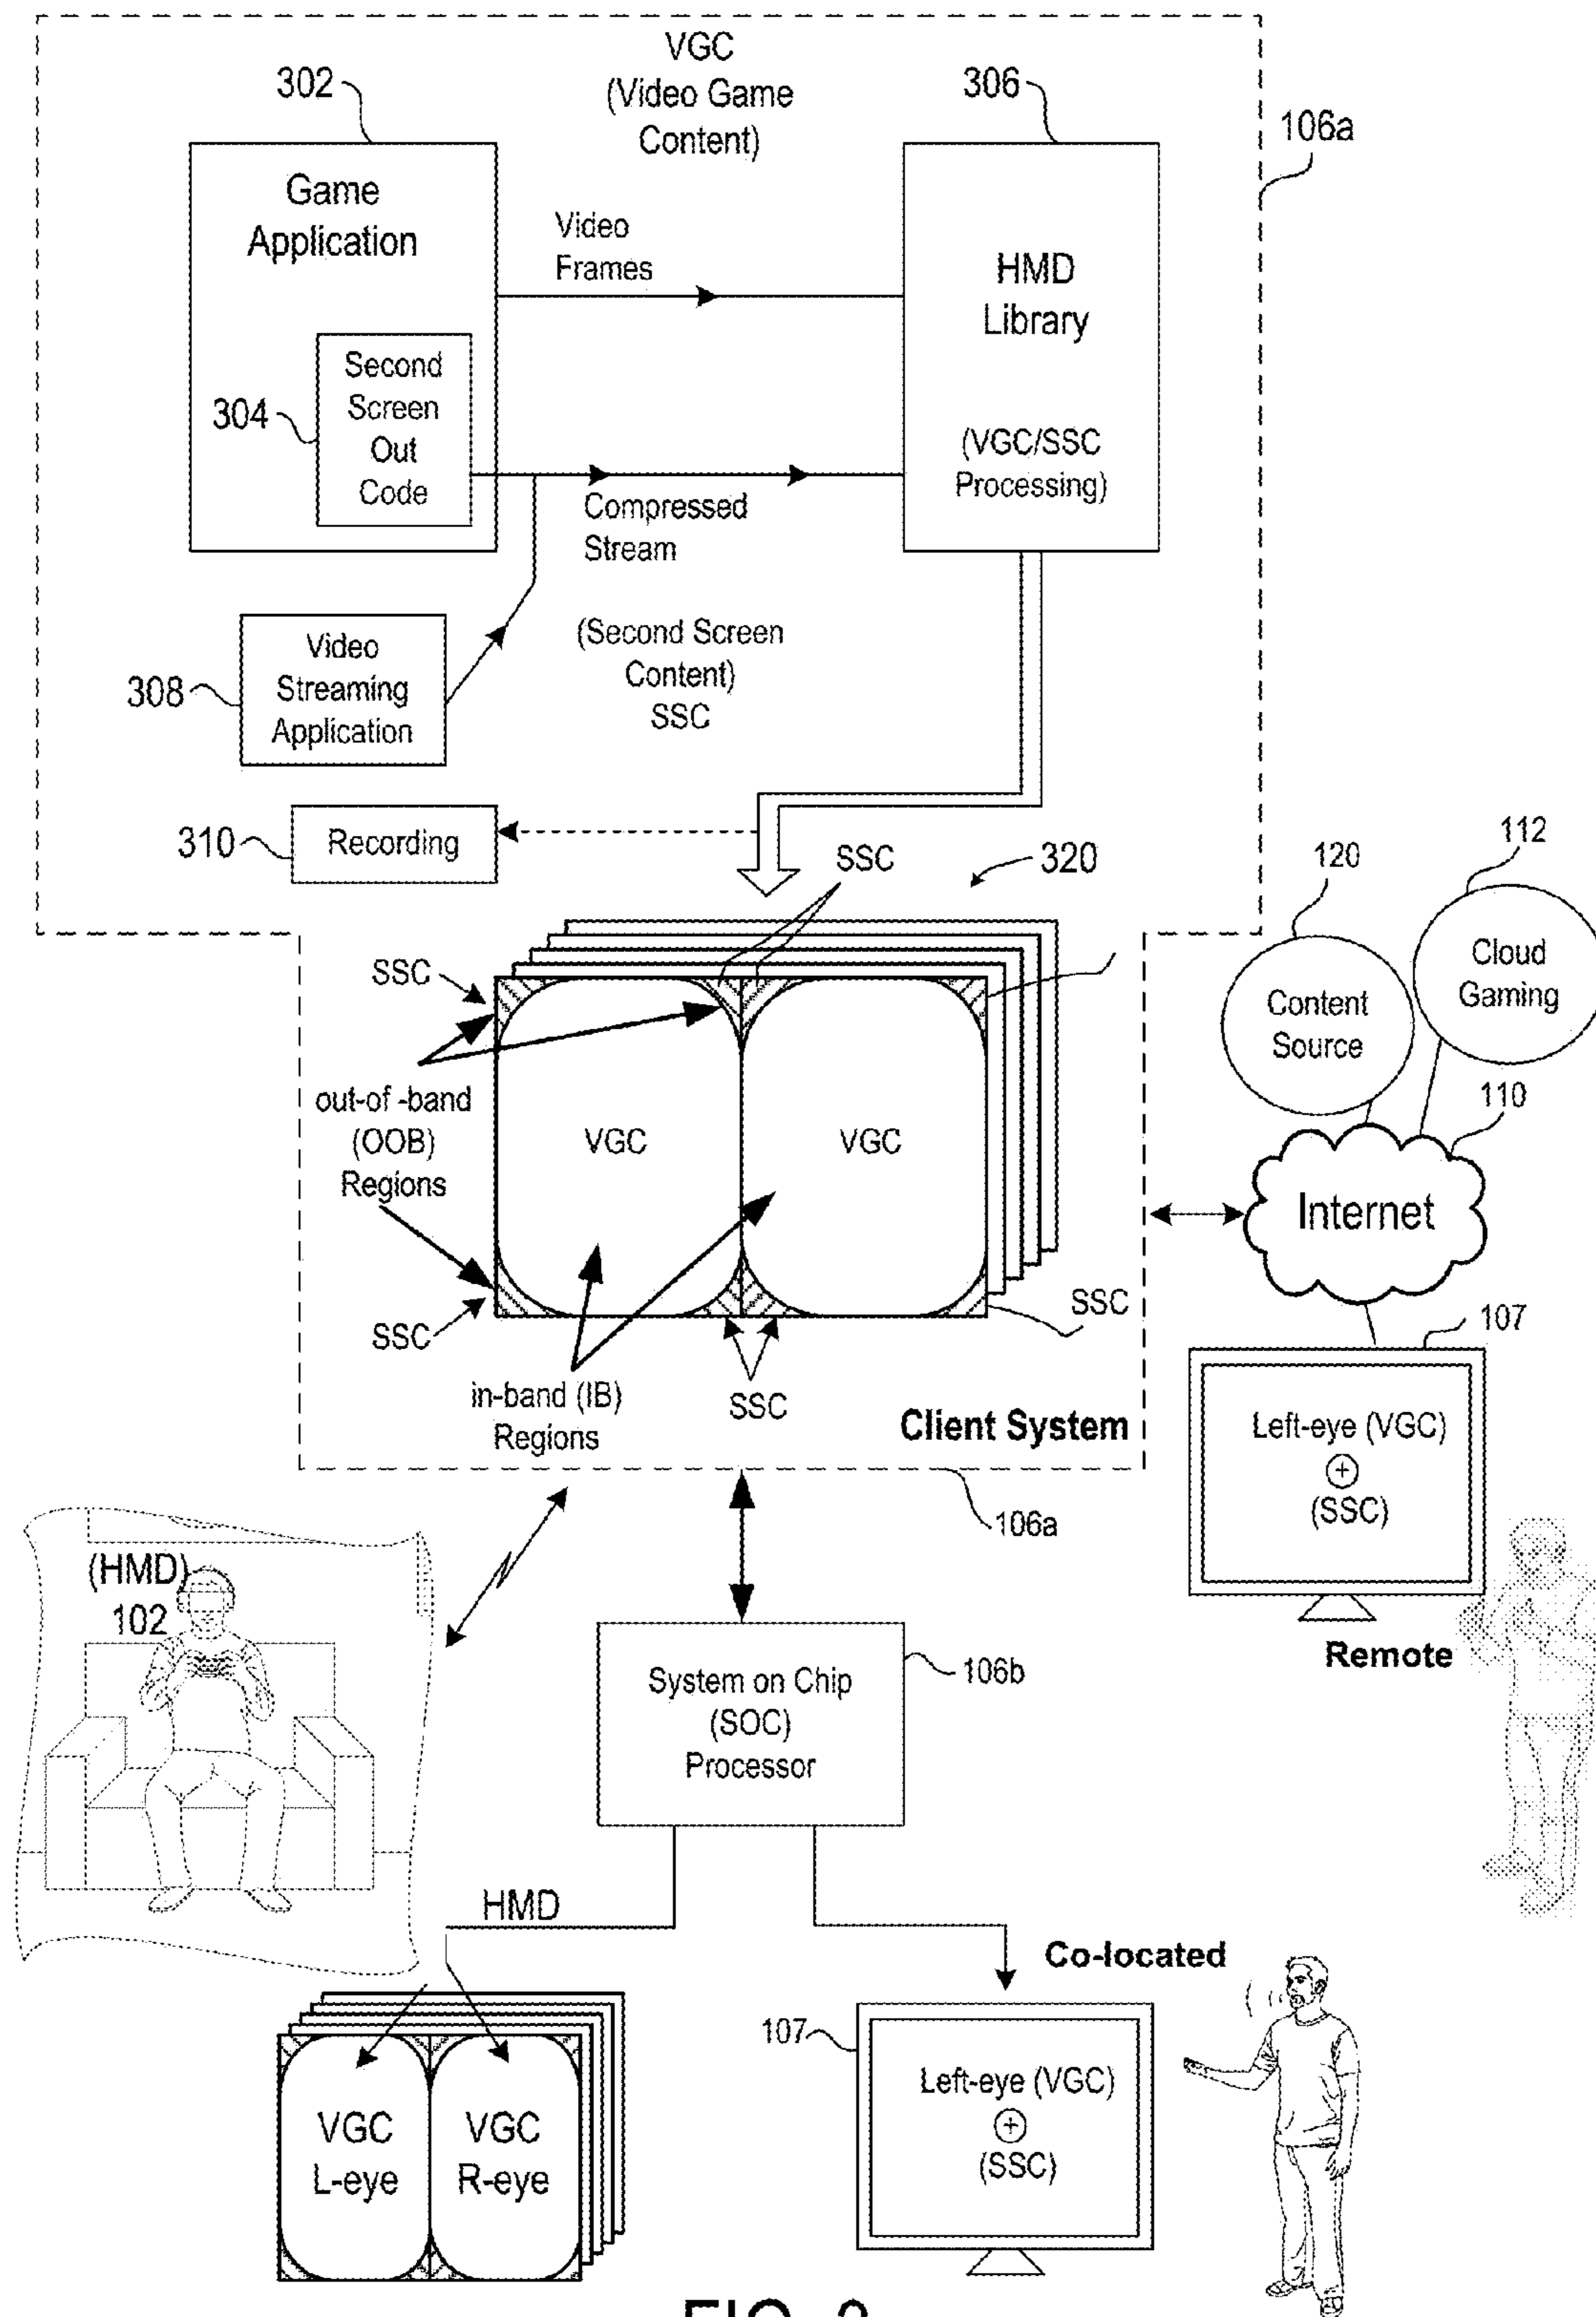 VGC
(Video Game
Content)
302
306
106a
Game
Application
Video
Frames
HMD
Library
Second
Screen
Out
Code
304
(VGC/SSC
Processing)
Compressed
Stream
Video
Streaming
Application
308
(Second Screen
Content)
SSC
310
Recording
SSC
320
120
112
Content
Source
Cloud
Gaming
SSC
out-of -band
(OOB)
Regions
VGC
VGC
110
Internet
SSC
SSC
in-band (IB)
Regions
SSC
Client System
107
Left-eye (VGC)
+
(SSC)
106a
Remote
(HMD)
102
System on Chip
(SOC)
Processor
106b
HMD
Co-located
107
Left-eye (VGC)
+
(SSC)
VGC
L-eye
VGC
R-eye